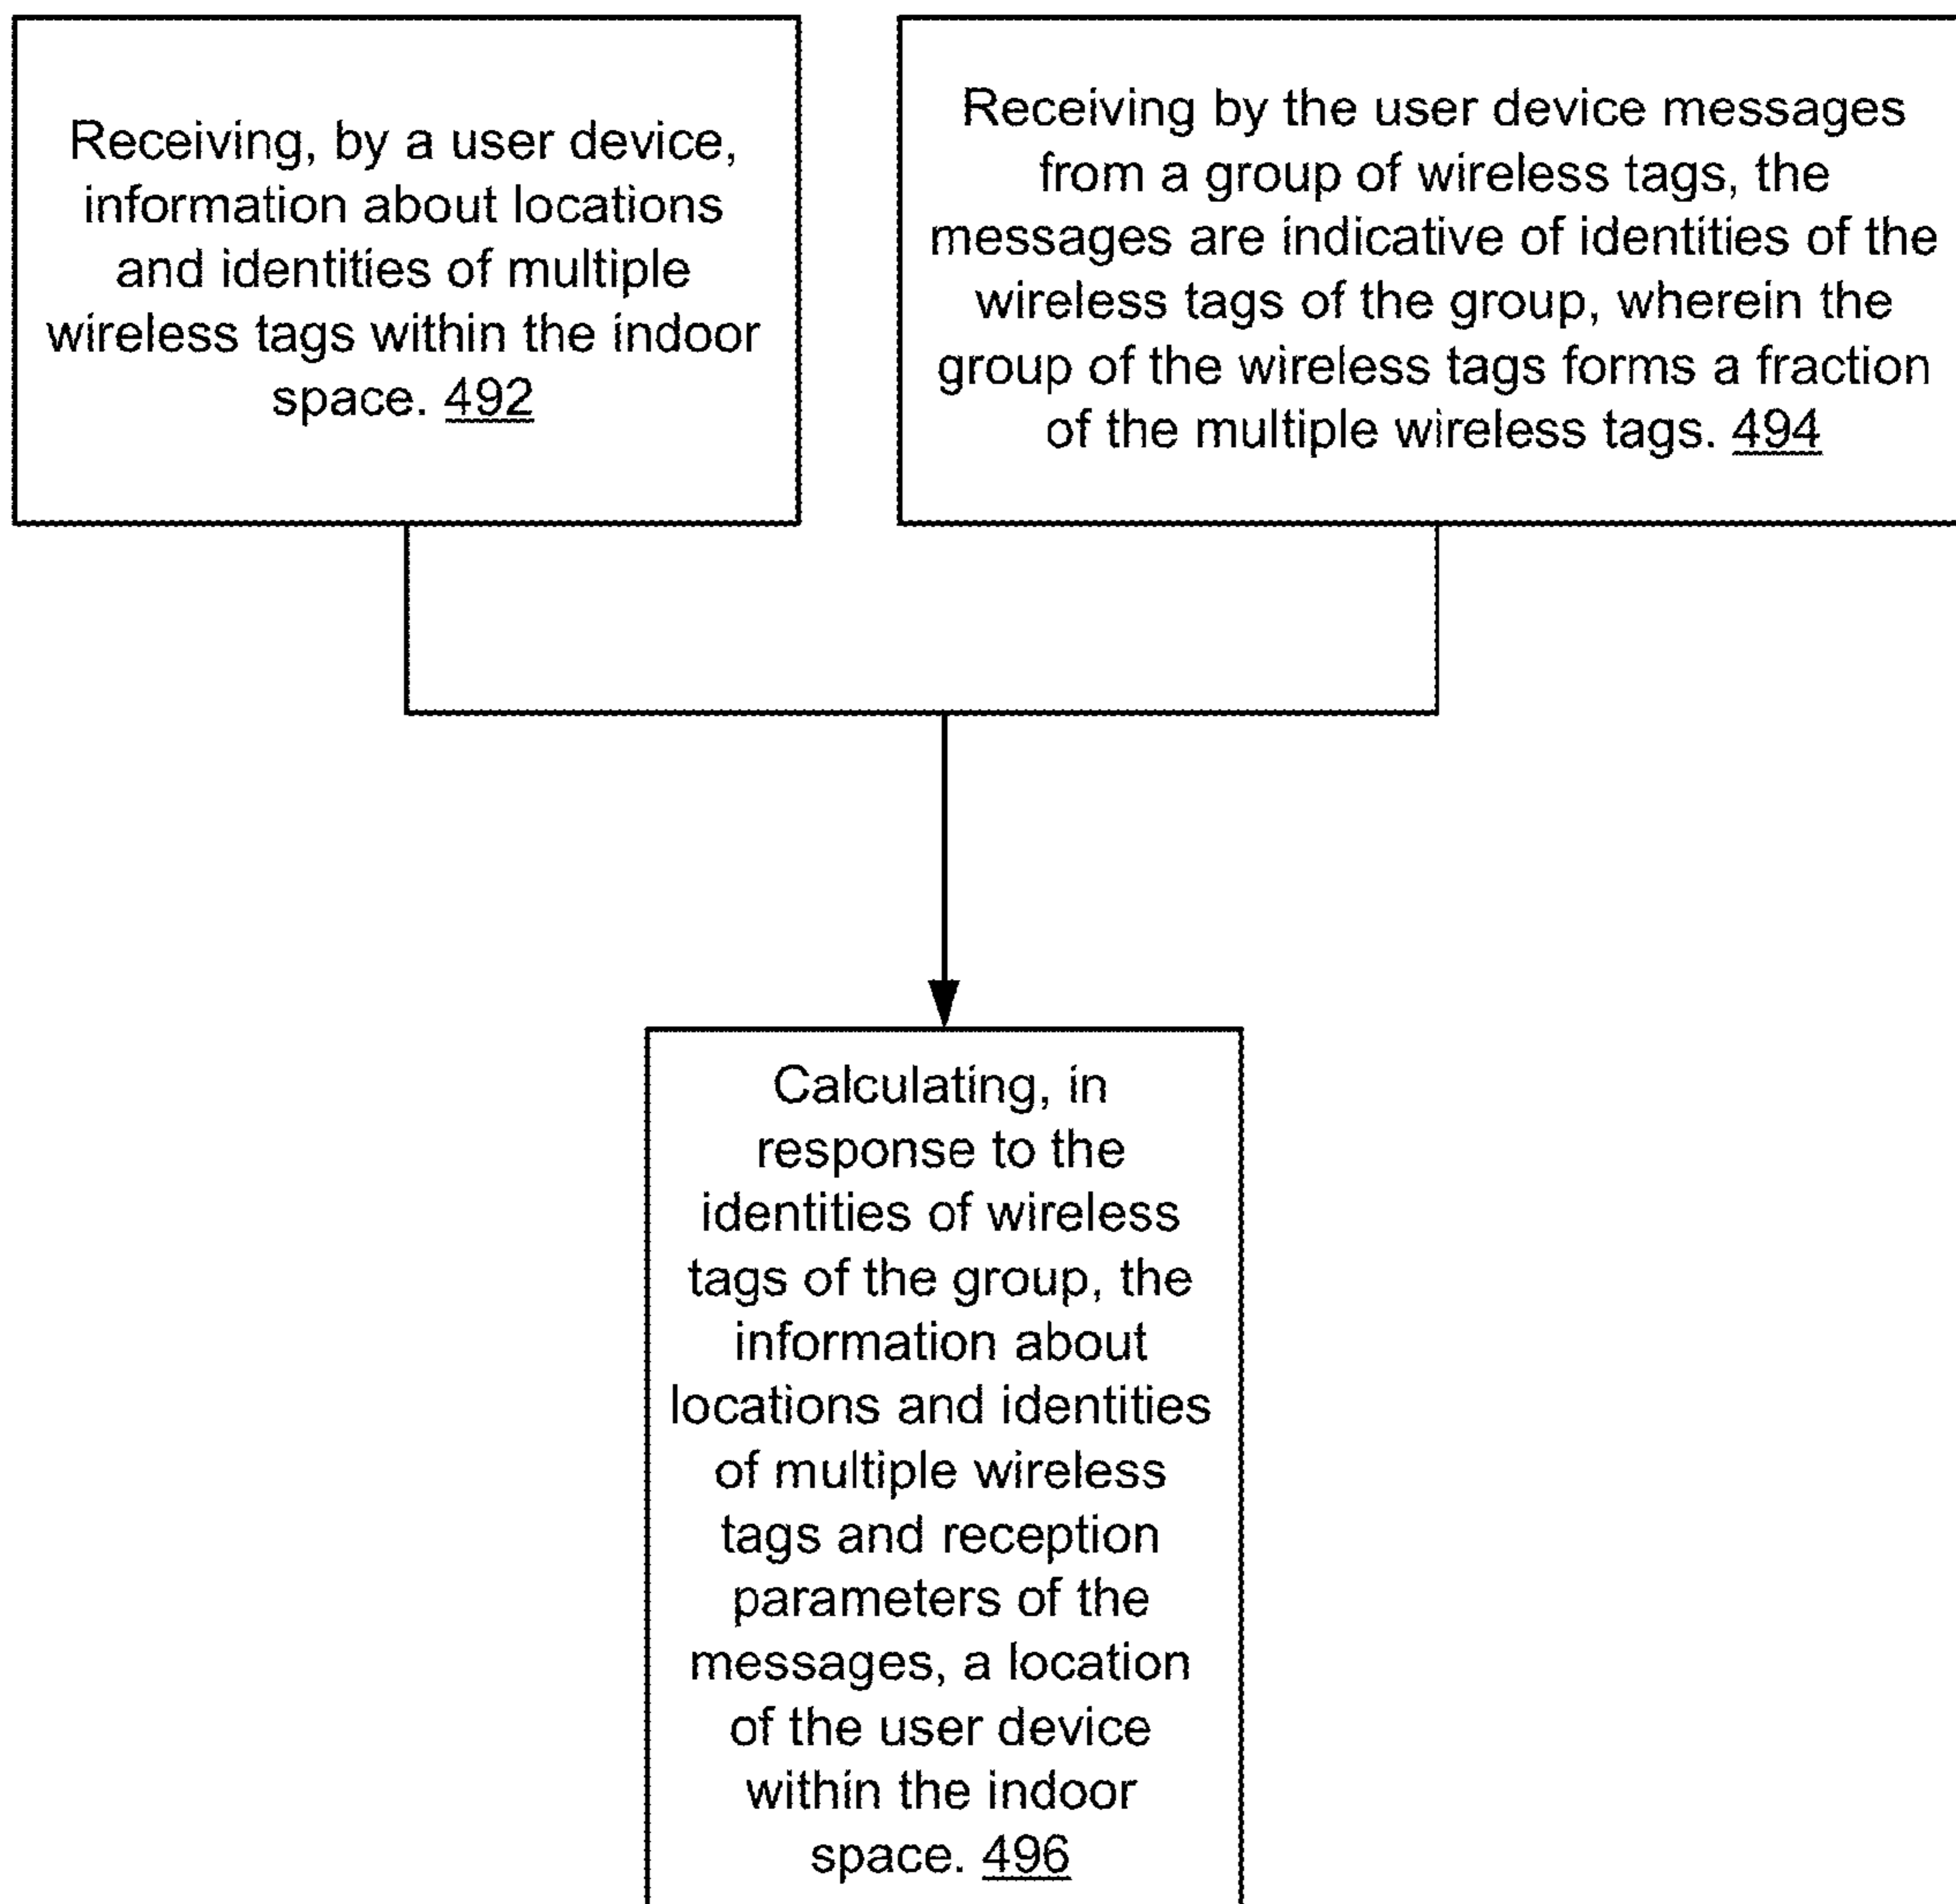 Receiving, by a user device,
information about locations
and identities of multiple
wireless tags within the indoor
space. 492
Receiving by the user device messages
from a group of wireless tags, the
messages are indicative of identities of the
wireless tags of the group, wherein the
group of the wireless tags forms a fraction
of the multiple wireless tags. 494
Calculating, in
response to the
identities of wireless
tags of the group, the
information about
locations and identities
of multiple wireless
tags and reception
parameters of the
messages, a location
of the user device
within the indoor
space. 496